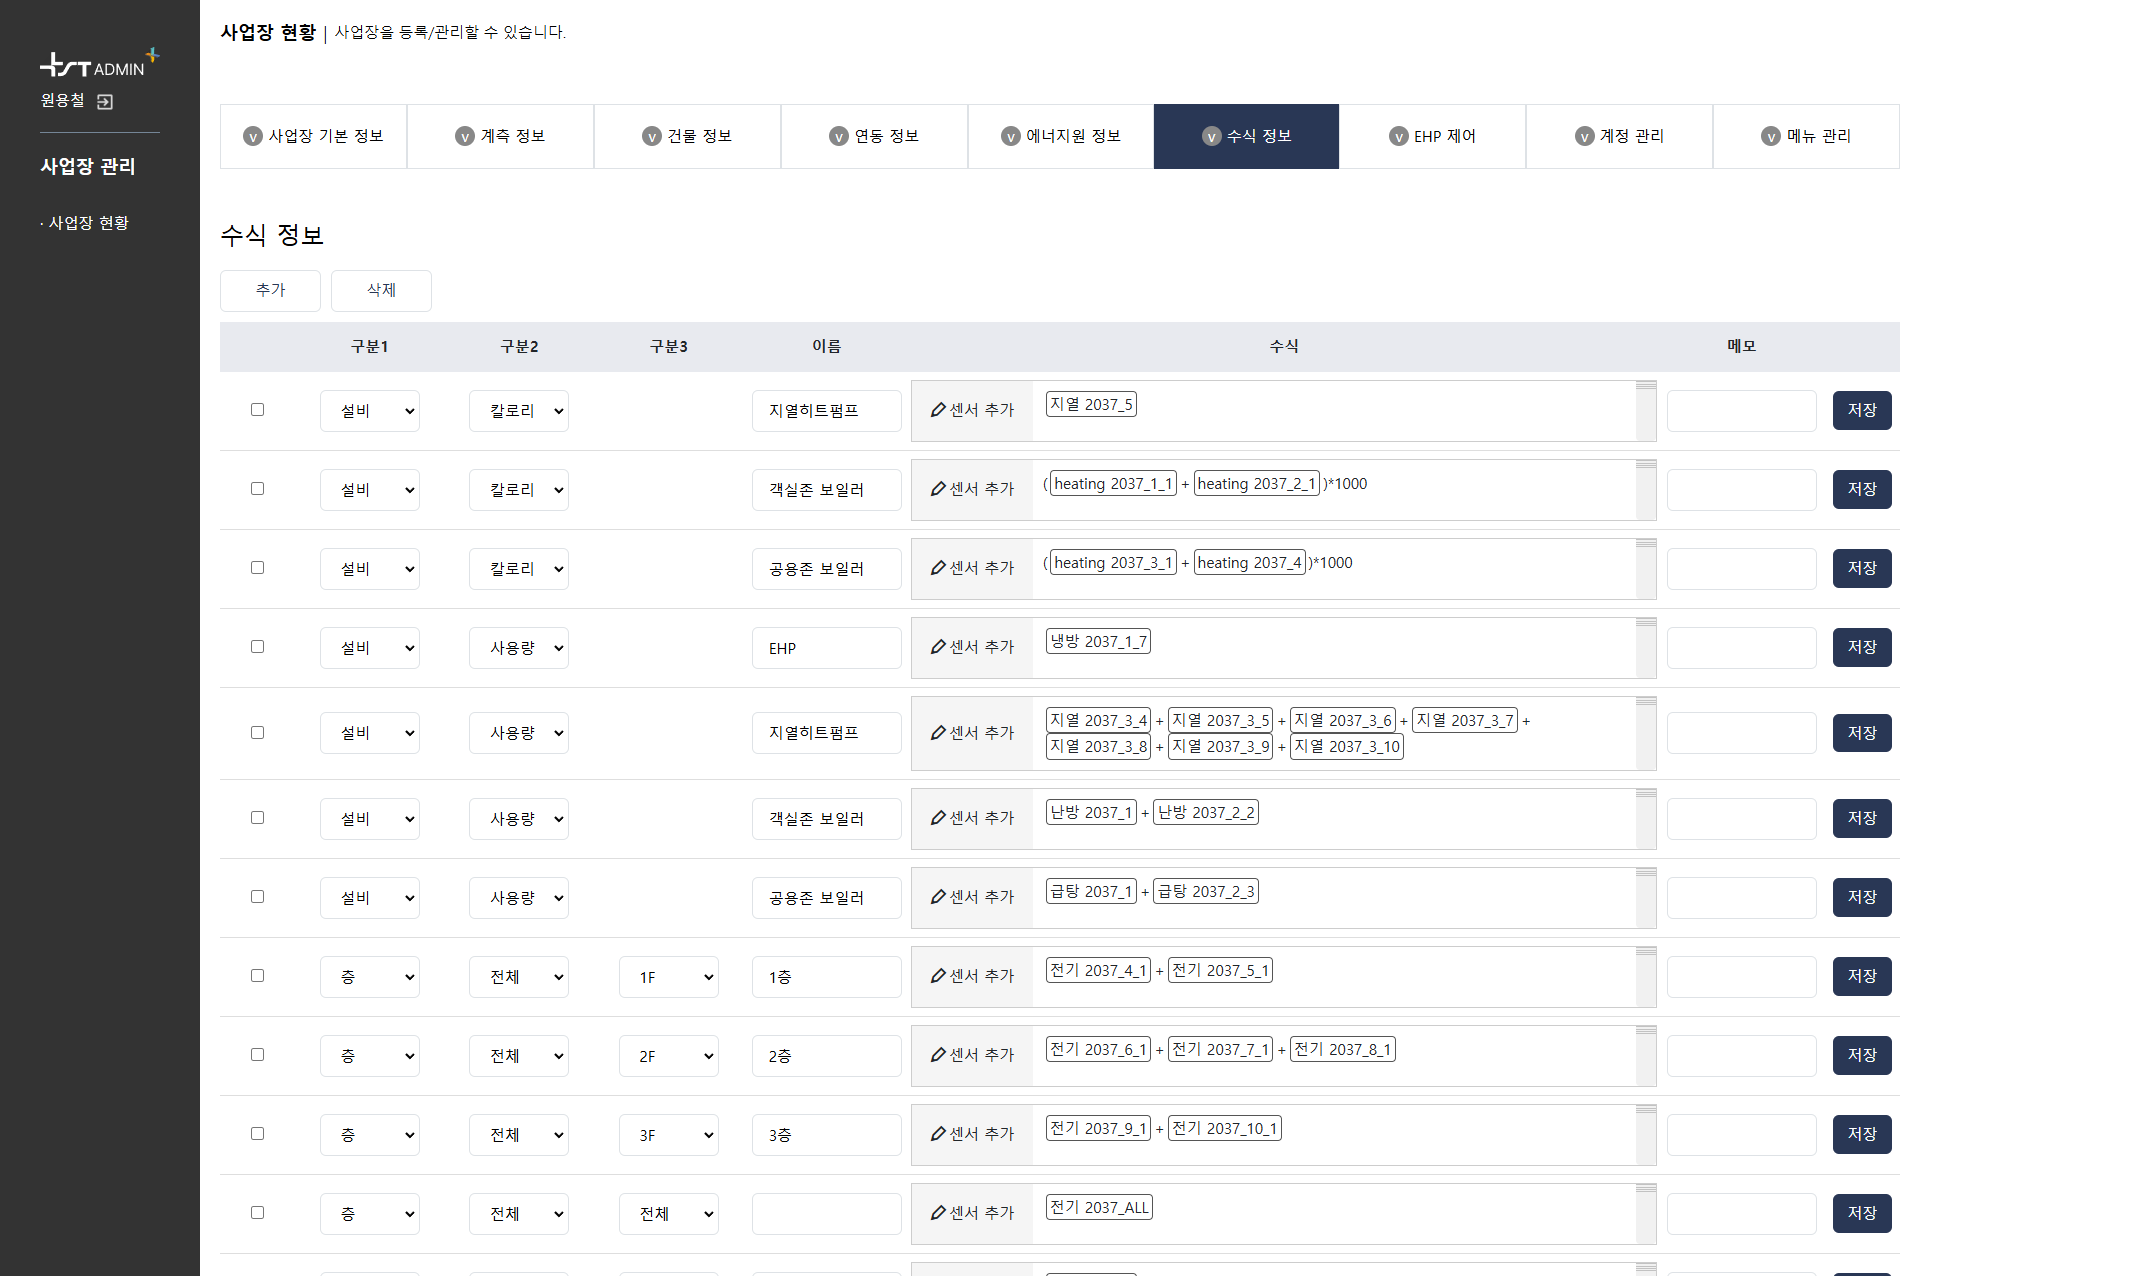 사업장 현황 | 사업장을 등록/관리할 수 있습니다.
ADMIN
원용철
사업장 관리
· 사업장 현황
v 사업장 기본 정보 v 계측 정보 v 건물 정보 v 연동 정보 v 에너지원 정보 v 수식 정보 v EHP 제어 v 계정 관리 v 메뉴 관리
수식 정보
추가 삭제
구분1 구분2 구분3 이름 수식 메모
설비 칼로리 지열히트펌프 센서 추가 지열 2037_5 저장
설비 칼로리 객실존 보일러 센서 추가 ( heating 2037_1_1 + heating 2037_2_1 )*1000 저장
설비 칼로리 공용존 보일러 센서 추가 ( heating 2037_3_1 + heating 2037_4 )*1000 저장
설비 사용량 EHP 센서 추가 냉방 2037_1_7 저장
설비 사용량 지열히트펌프 센서 추가 지열 2037_3_4 + 지열 2037_3_5 + 지열 2037_3_6 + 지열 2037_3_7 +
지열 2037_3_8 + 지열 2037_3_9 + 지열 2037_3_10 저장
설비 사용량 객실존 보일러 센서 추가 난방 2037_1 + 난방 2037_2_2 저장
설비 사용량 공용존 보일러 센서 추가 급탕 2037_1 + 급탕 2037_2_3 저장
층 전체 1F 1층 센서 추가 전기 2037_4_1 + 전기 2037_5_1 저장
층 전체 2F 2층 센서 추가 전기 2037_6_1 + 전기 2037_7_1 + 전기 2037_8_1 저장
층 전체 3F 3층 센서 추가 전기 2037_9_1 + 전기 2037_10_1 저장
층 전체 전체 센서 추가 전기 2037_ALL 저장